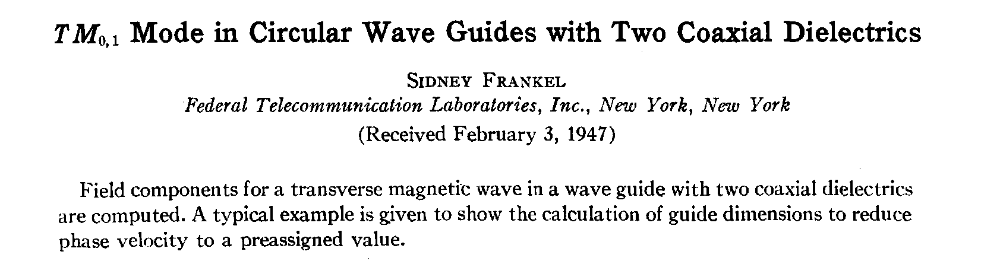 TM0,1 Mode in Circular Wave Guides with Two Coaxial Dielectrics
Sidney Frankel
Federal Telecommunication Laboratories, Inc., New York, New York
(Received February 3, 1947)
Field components for a transverse magnetic wave in a wave guide with two coaxial dielectrics
are computed. A typical example is given to show the calculation of guide dimensions to reduce
phase velocity to a preassigned value.